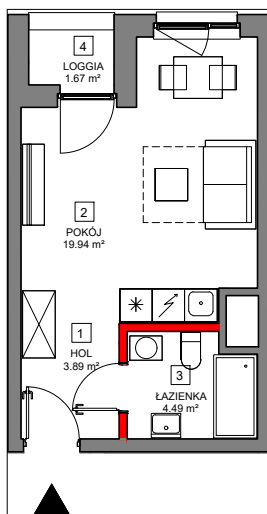 4
LOGGIA
1.67 m²
2
POKÓJ
19.94 m²
1
HOL
3.89 m²
3
ŁAZIENKA
4.49 m²